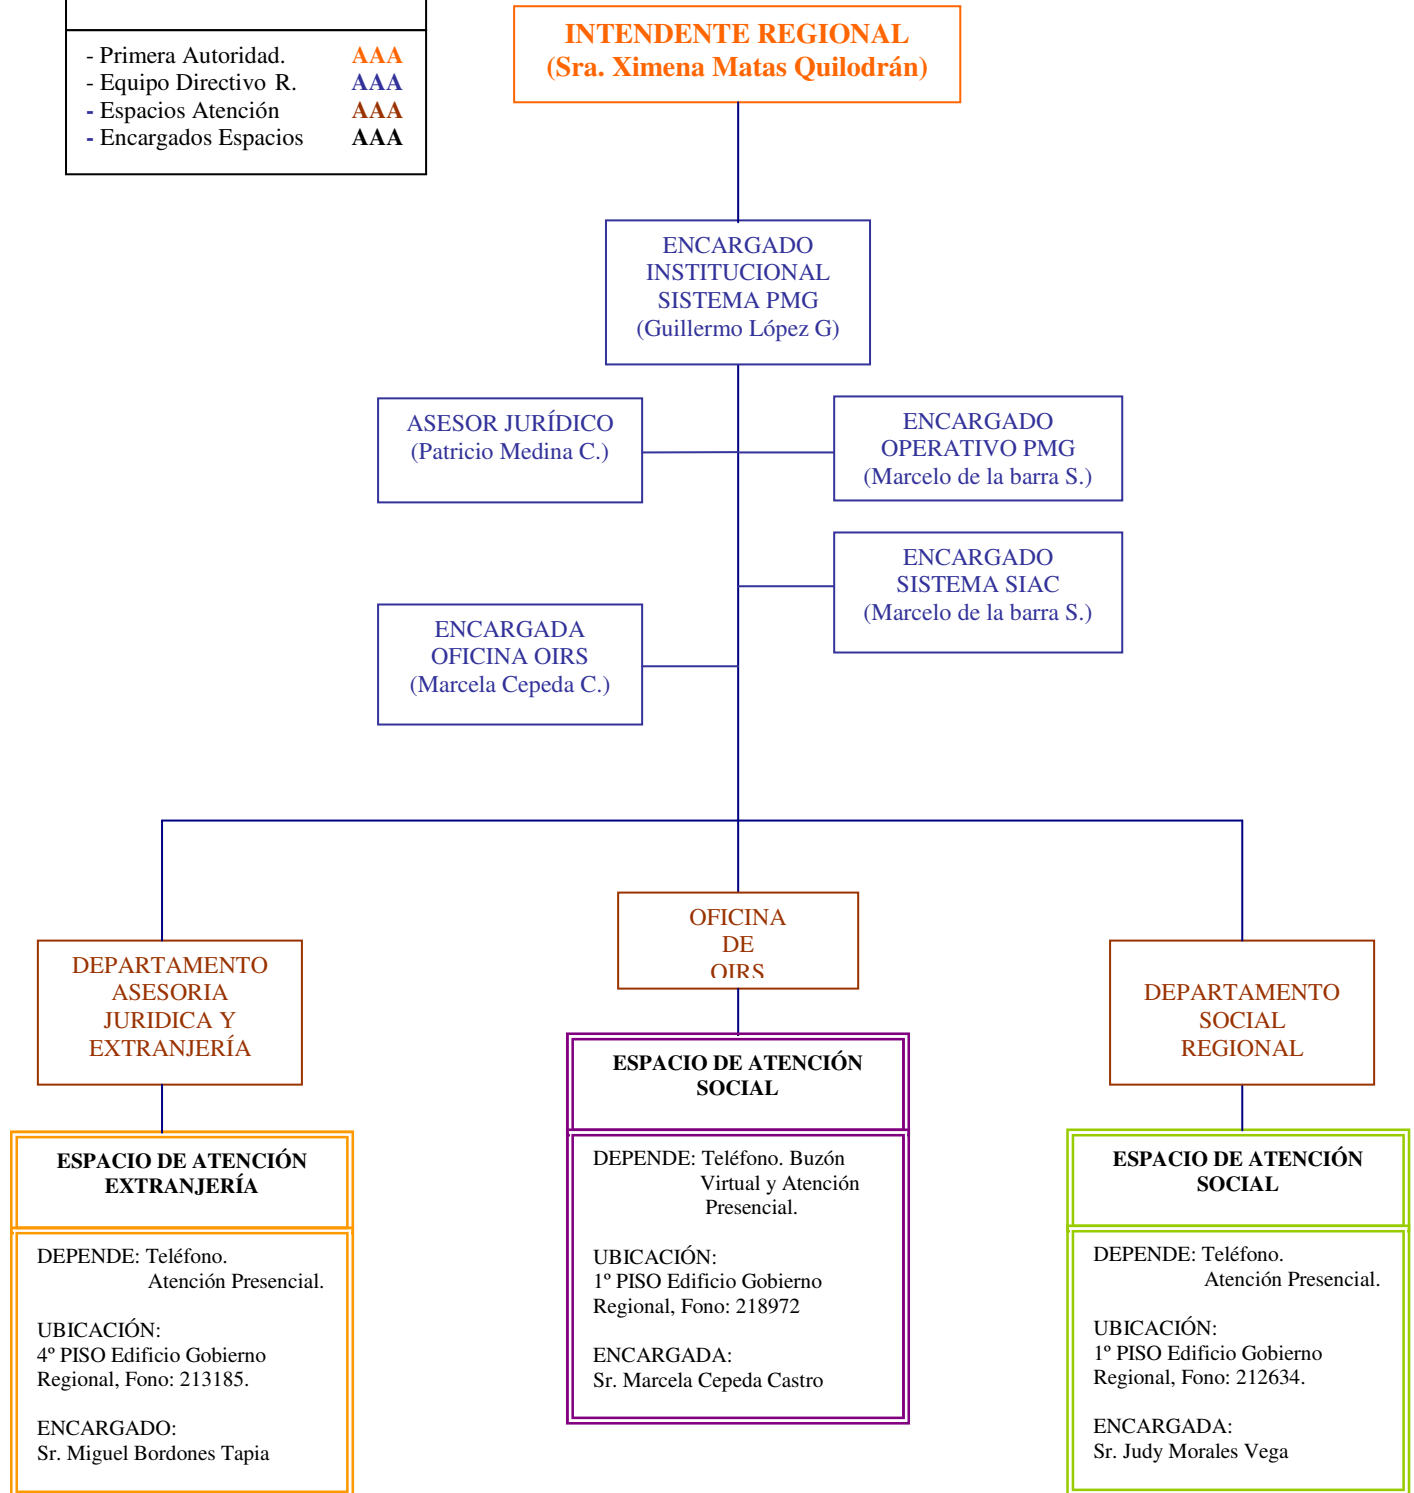 - Primera Autoridad. AAA
- Equipo Directivo R. AAA
- Espacios Atención AAA
- Encargados Espacios AAA
INTENDENTE REGIONAL
(Sra. Ximena Matas Quilodrán)
ENCARGADO
INSTITUCIONAL
SISTEMA PMG
(Guillermo López G)
ASESOR JURÍDICO
(Patricio Medina C.)
ENCARGADO
OPERATIVO PMG
(Marcelo de la barra S.)
ENCARGADO
SISTEMA SIAC
(Marcelo de la barra S.)
ENCARGADA
OFICINA OIRS
(Marcela Cepeda C.)
DEPARTAMENTO
ASESORIA
JURIDICA Y
EXTRANJERÍA
OFICINA
DE
OIRS
DEPARTAMENTO
SOCIAL
REGIONAL
ESPACIO DE ATENCIÓN
EXTRANJERÍA
DEPENDE: Teléfono.
Atención Presencial.
UBICACIÓN:
4º PISO Edificio Gobierno
Regional, Fono: 213185.
ENCARGADO:
Sr. Miguel Bordones Tapia
ESPACIO DE ATENCIÓN
SOCIAL
DEPENDE: Teléfono. Buzón
Virtual y Atención
Presencial.
UBICACIÓN:
1º PISO Edificio Gobierno
Regional, Fono: 218972
ENCARGADA:
Sr. Marcela Cepeda Castro
ESPACIO DE ATENCIÓN
SOCIAL
DEPENDE: Teléfono.
Atención Presencial.
UBICACIÓN:
1º PISO Edificio Gobierno
Regional, Fono: 212634.
ENCARGADA:
Sr. Judy Morales Vega